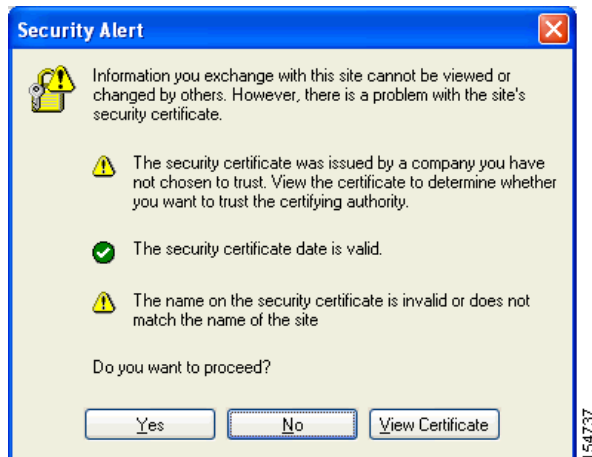 Security Alert
Information you exchange with this site cannot be viewed or
changed by others. However, there is a problem with the site's
security certificate.
The security certificate was issued by a company you have
not chosen to trust. View the certificate to determine whether
you want to trust the certifying authority.
The security certificate date is valid.
The name on the security certificate is invalid or does not
match the name of the site
Do you want to proceed?
Yes No View Certificate
154737